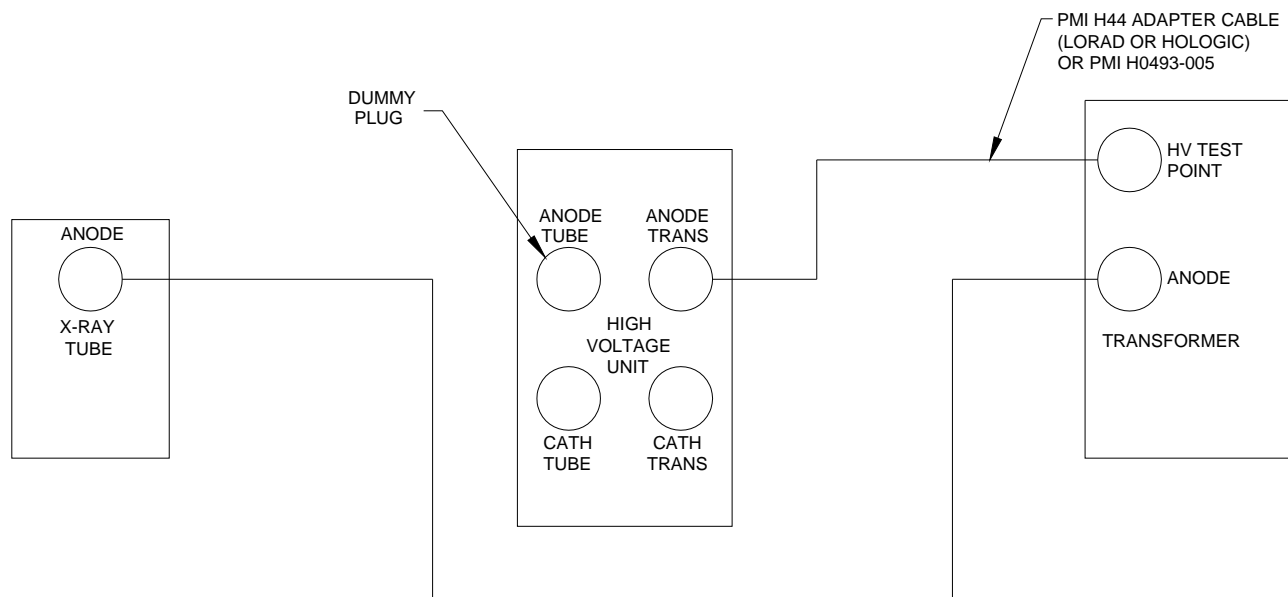 PMI H44 ADAPTER CABLE
(LORAD OR HOLOGIC)
OR PMI H0493-005
DUMMY
PLUG
HV TEST
POINT
ANODE
TRANSFORMER
ANODE
TUBE
ANODE
TRANS
HIGH
VOLTAGE
UNIT
CATH
TUBE
CATH
TRANS
ANODE
X-RAY
TUBE